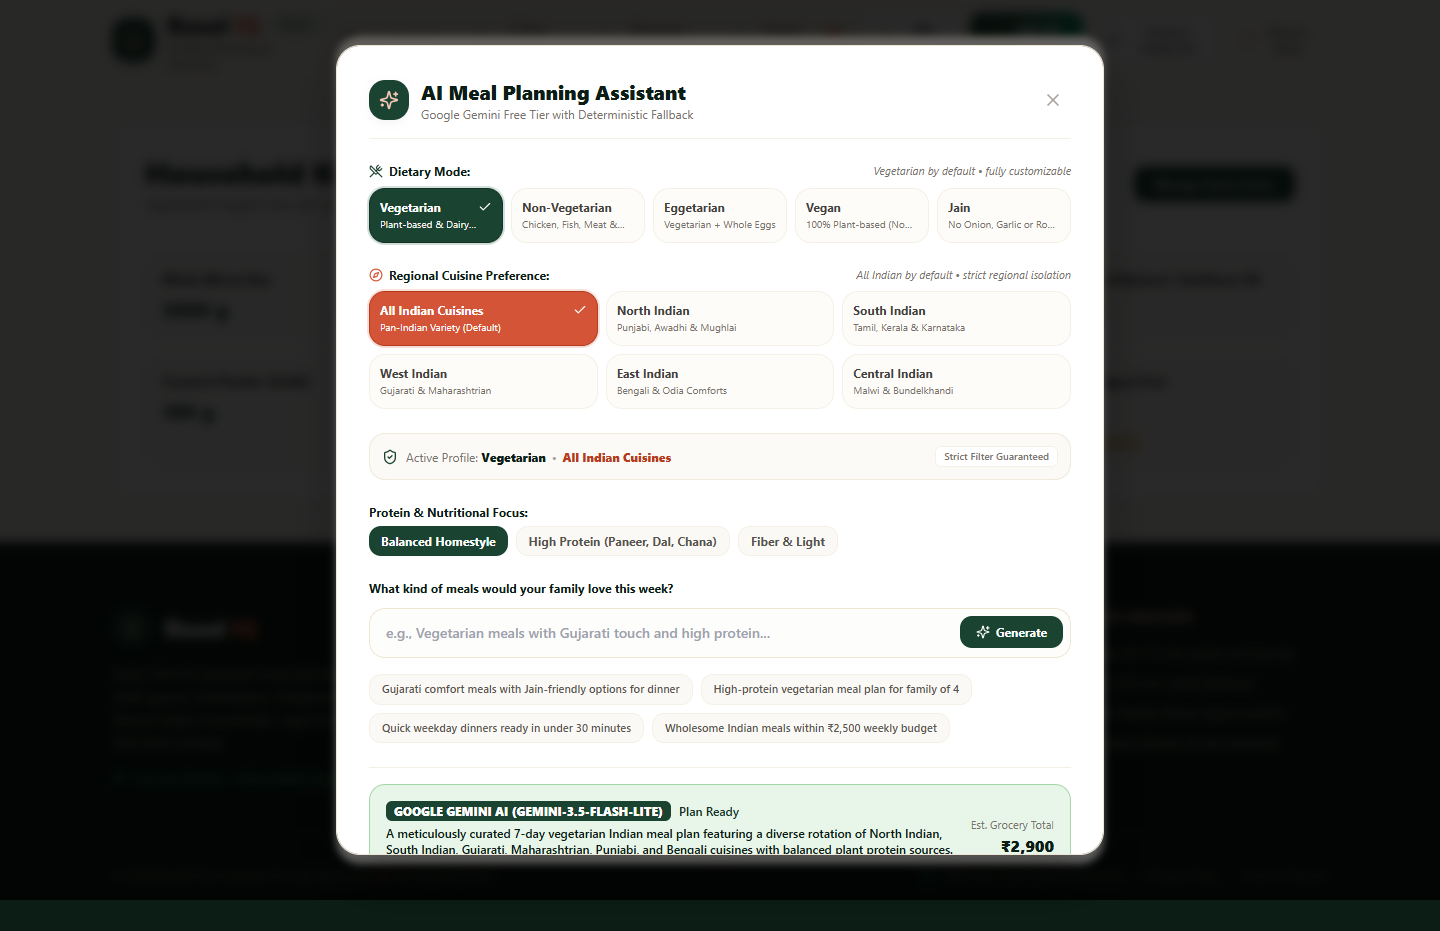 AI Meal Planning Assistant
Google Gemini Free Tier with Deterministic Fallback
Dietary Mode:
Vegetarian by default • fully customizable
Vegetarian
Plant-based & Dairy...
Non-Vegetarian
Chicken, Fish, Meat &...
Eggetarian
Vegetarian + Whole Eggs
Vegan
100% Plant-based (No...
Jain
No Onion, Garlic or Ro...
Regional Cuisine Preference:
All Indian by default • strict regional isolation
All Indian Cuisines
Pan-Indian Variety (Default)
North Indian
Punjabi, Awadhi & Mughlai
South Indian
Tamil, Kerala & Karnataka
West Indian
Gujarati & Maharashtrian
East Indian
Bengali & Odia Comforts
Central Indian
Malwi & Bundelkhandi
Active Profile: Vegetarian • All Indian Cuisines
Strict Filter Guaranteed
Protein & Nutritional Focus:
Balanced Homestyle
High Protein (Paneer, Dal, Chana)
Fiber & Light
What kind of meals would your family love this week?
e.g., Vegetarian meals with Gujarati touch and high protein...
Generate
Gujarati comfort meals with Jain-friendly options for dinner
High-protein vegetarian meal plan for family of 4
Quick weekday dinners ready in under 30 minutes
Wholesome Indian meals within ₹2,500 weekly budget
GOOGLE GEMINI AI (GEMINI-3.5-FLASH-LITE) Plan Ready
A meticulously curated 7-day vegetarian Indian meal plan featuring a diverse rotation of North Indian,
South Indian, Gujarati, Maharashtrian, Punjabi, and Bengali cuisines with balanced plant protein sources.
Est. Grocery Total
₹2,900